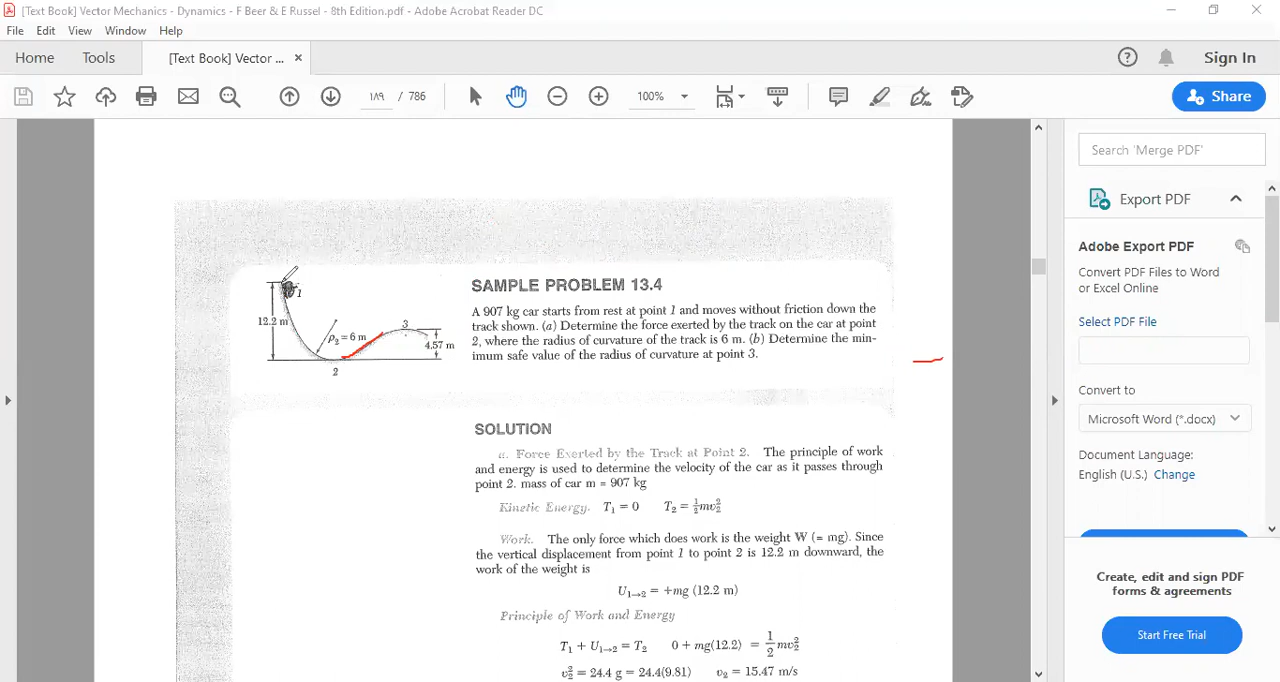 [Text Book] Vector Mechanics - Dynamics - F Beer & E Russel - 8th Edition.pdf - Adobe Acrobat Reader DC
File Edit View Window Help
Home Tools [Text Book] Vector ... × Sign In
١٨٩ / 786 100% Share
Search 'Merge PDF'
Export PDF
Adobe Export PDF
Convert PDF Files to Word
or Excel Online
Select PDF File
Convert to
Microsoft Word (*.docx)
Document Language:
English (U.S.) Change
Create, edit and sign PDF
forms & agreements
Start Free Trial
1
12.2 m
ρ₂ = 6 m
3
4.57 m
2
SAMPLE PROBLEM 13.4
A 907 kg car starts from rest at point 1 and moves without friction down the
track shown. (a) Determine the force exerted by the track on the car at point
2, where the radius of curvature of the track is 6 m. (b) Determine the min-
imum safe value of the radius of curvature at point 3.
SOLUTION
a. Force Exerted by the Track at Point 2. The principle of work
and energy is used to determine the velocity of the car as it passes through
point 2. mass of car m = 907 kg
Kinetic Energy. T₁ = 0 T₂ = ½mv₂²
Work. The only force which does work is the weight W (= mg). Since
the vertical displacement from point 1 to point 2 is 12.2 m downward, the
work of the weight is
U₁→₂ = +mg (12.2 m)
Principle of Work and Energy
T₁ + U₁→₂ = T₂ 0 + mg(12.2) = ½mv₂²
v₂² = 24.4 g = 24.4(9.81) v₂ = 15.47 m/s